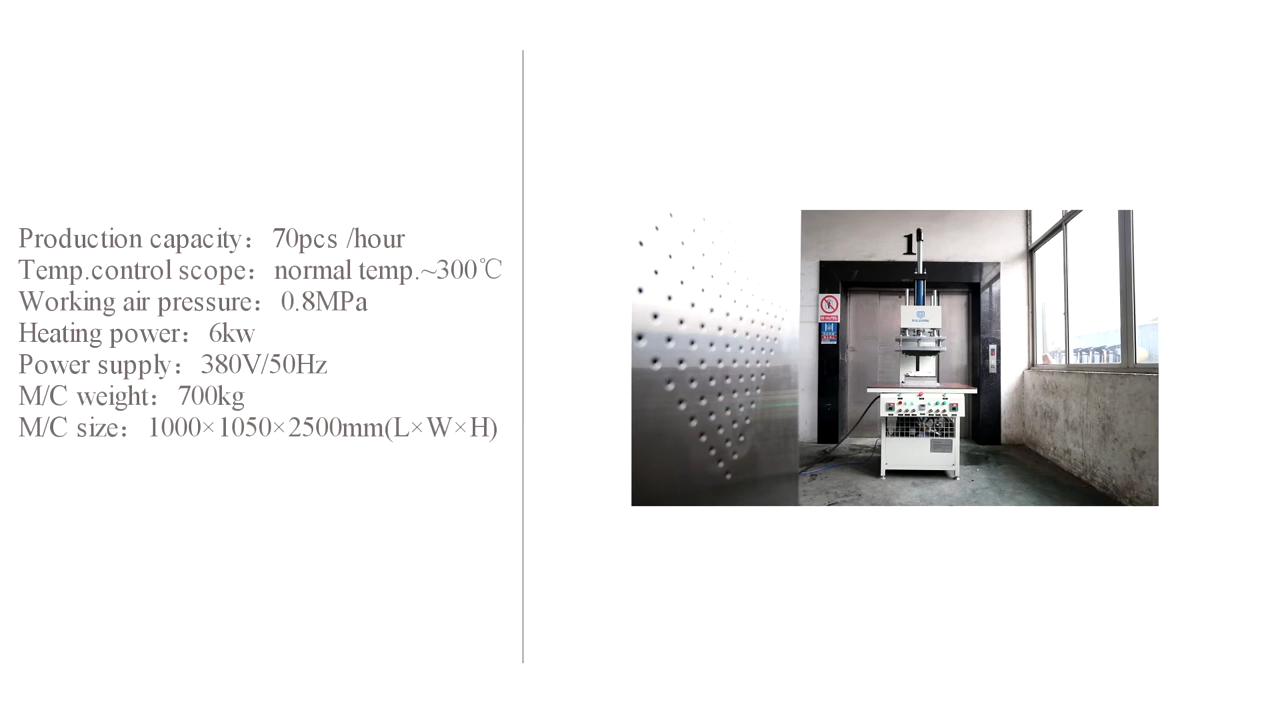 Production capacity：70pcs /hour
Temp.control scope：normal temp.~300℃
Working air pressure：0.8MPa
Heating power：6kw
Power supply：380V/50Hz
M/C weight：700kg
M/C size：1000×1050×2500mm(L×W×H)
1